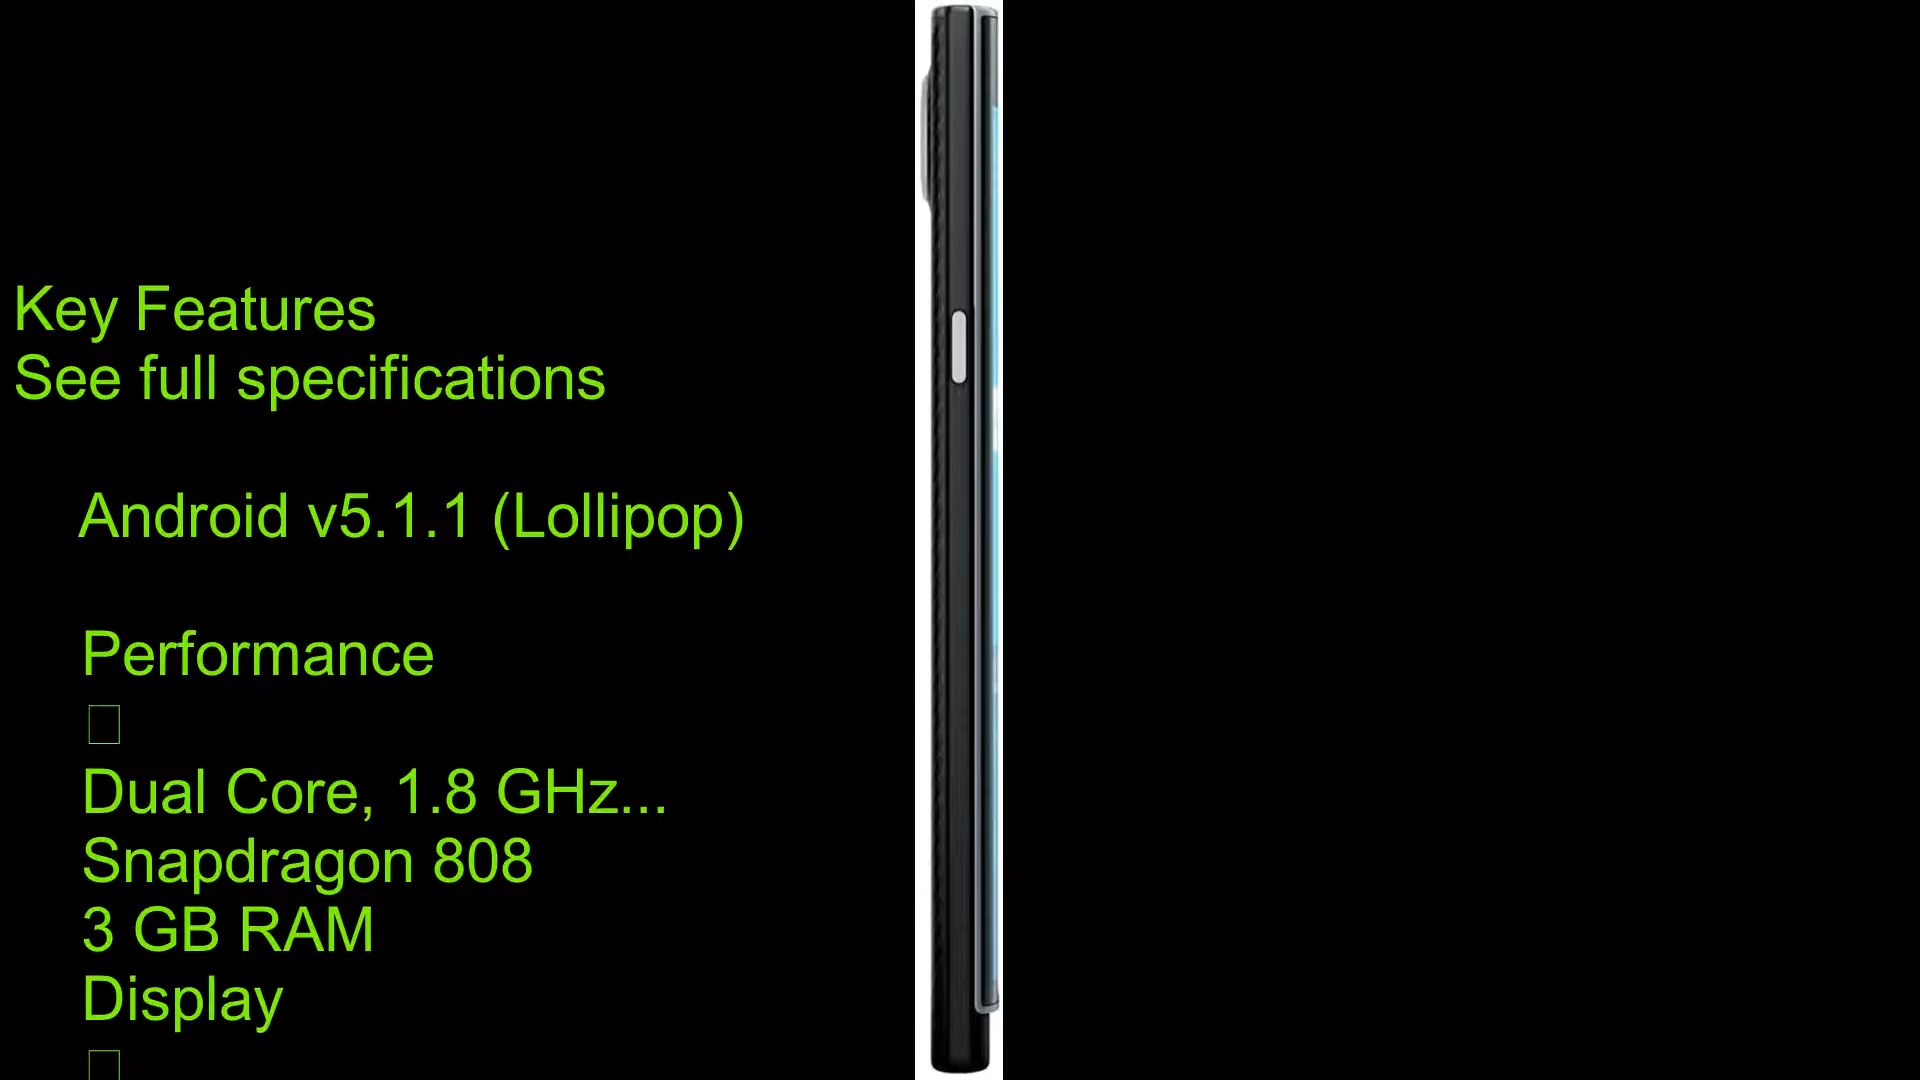 Key Features
See full specifications
Android v5.1.1 (Lollipop)
Performance
Dual Core, 1.8 GHz...
Snapdragon 808
3 GB RAM
Display